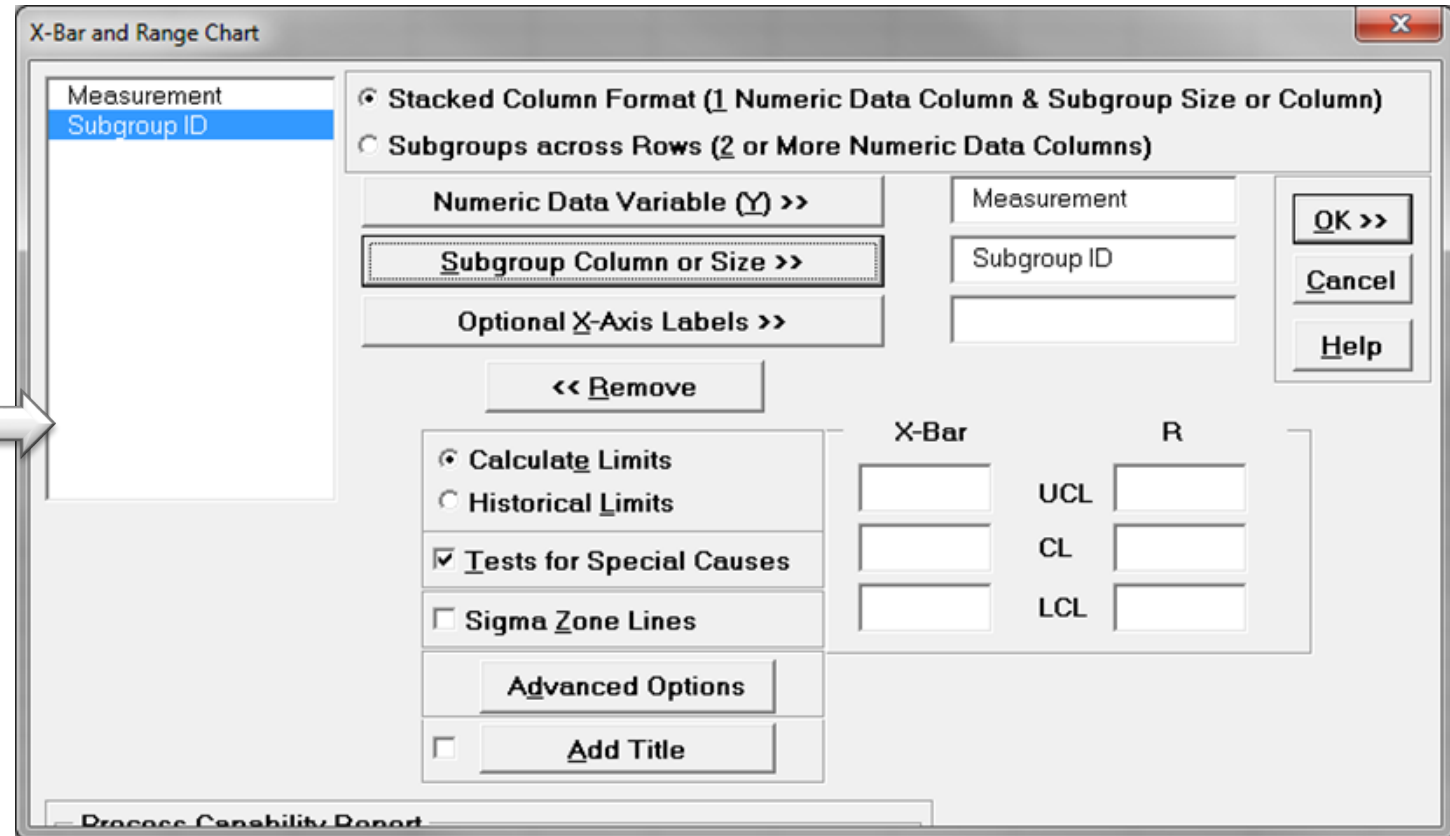 X-Bar and Range Chart
X
Measurement
Subgroup ID
Stacked Column Format (1 Numeric Data Column & Subgroup Size or Column)
Subgroups across Rows (2 or More Numeric Data Columns)
Numeric Data Variable (Y) >>
Measurement
Subgroup Column or Size >>
Subgroup ID
Optional X-Axis Labels >>
OK >>
Cancel
Help
<< Remove
Calculate Limits
Historical Limits
Tests for Special Causes
Sigma Zone Lines
Advanced Options
Add Title
X-Bar
R
UCL
CL
LCL
Process Capability Report